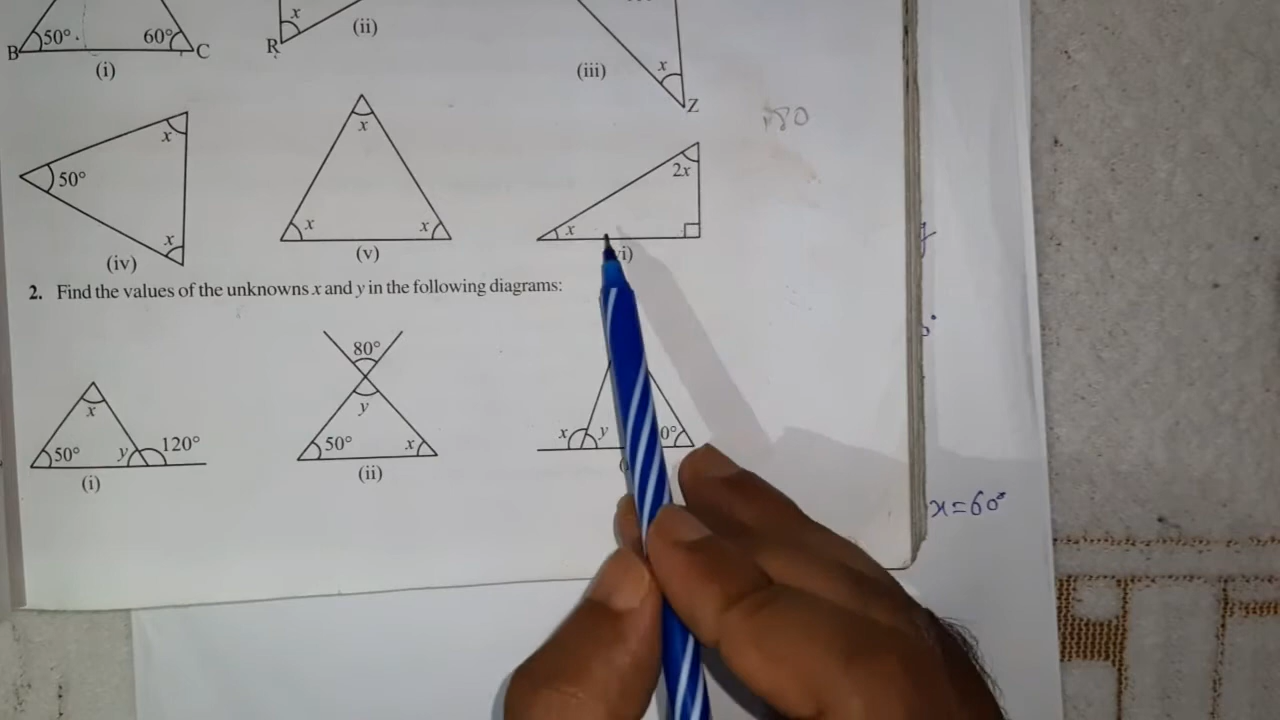 B 50° 60° C
(i)
x
R
(ii)
x
Z
(iii)
50° x x
(iv)
x x x
(v)
2x x
180
2. Find the values of the unknowns x and y in the following diagrams:
x 50° y 120°
(i)
80° y 50° x
(ii)
x y
x=60°